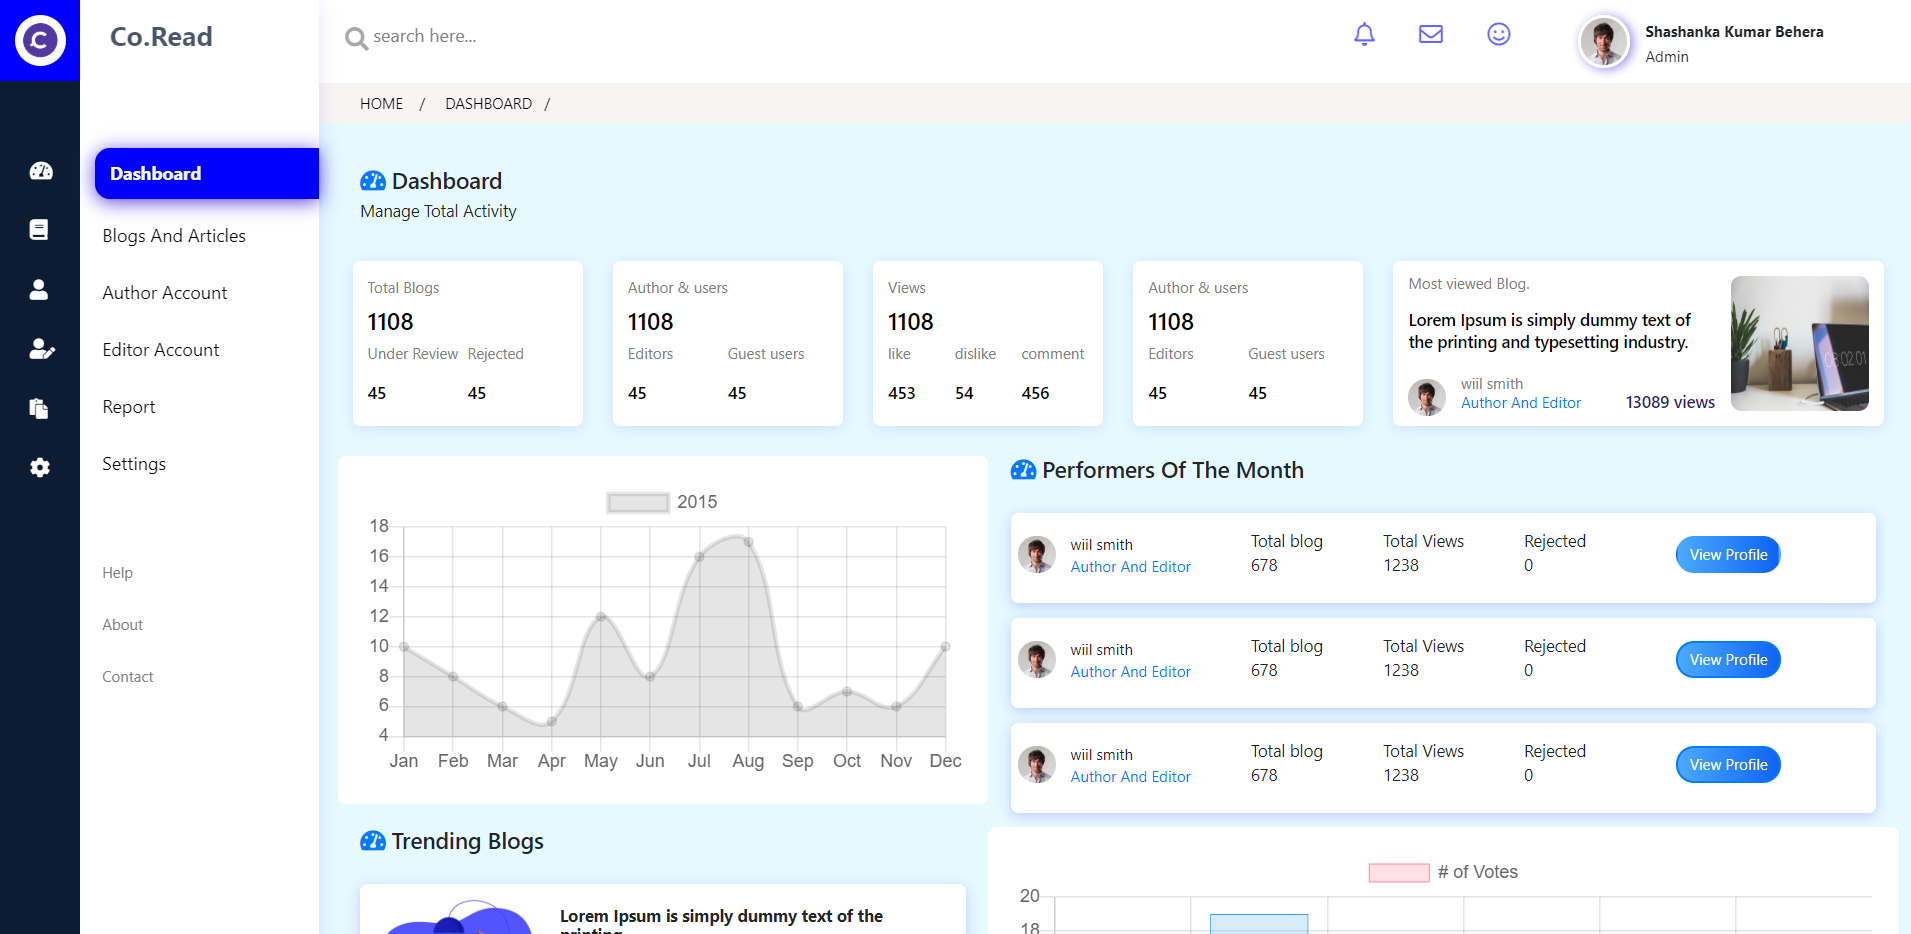 Co.Read
search here...
Shashanka Kumar Behera
Admin
HOME / DASHBOARD /
Dashboard
Blogs And Articles
Author Account
Editor Account
Report
Settings
Help
About
Contact
Dashboard
Manage Total Activity
Total Blogs
1108
Under Review Rejected
45 45
Author & users
1108
Editors Guest users
45 45
Views
1108
like dislike comment
453 54 456
Author & users
1108
Editors Guest users
45 45
Most viewed Blog.
Lorem Ipsum is simply dummy text of
the printing and typesetting industry.
wiil smith
Author And Editor
13089 views
2015
18
16
14
12
10
8
6
4
Jan Feb Mar Apr May Jun Jul Aug Sep Oct Nov Dec
Performers Of The Month
wiil smith
Author And Editor
Total blog
678
Total Views
1238
Rejected
0
View Profile
wiil smith
Author And Editor
Total blog
678
Total Views
1238
Rejected
0
View Profile
wiil smith
Author And Editor
Total blog
678
Total Views
1238
Rejected
0
View Profile
Trending Blogs
Lorem Ipsum is simply dummy text of the
printing
# of Votes
20
18